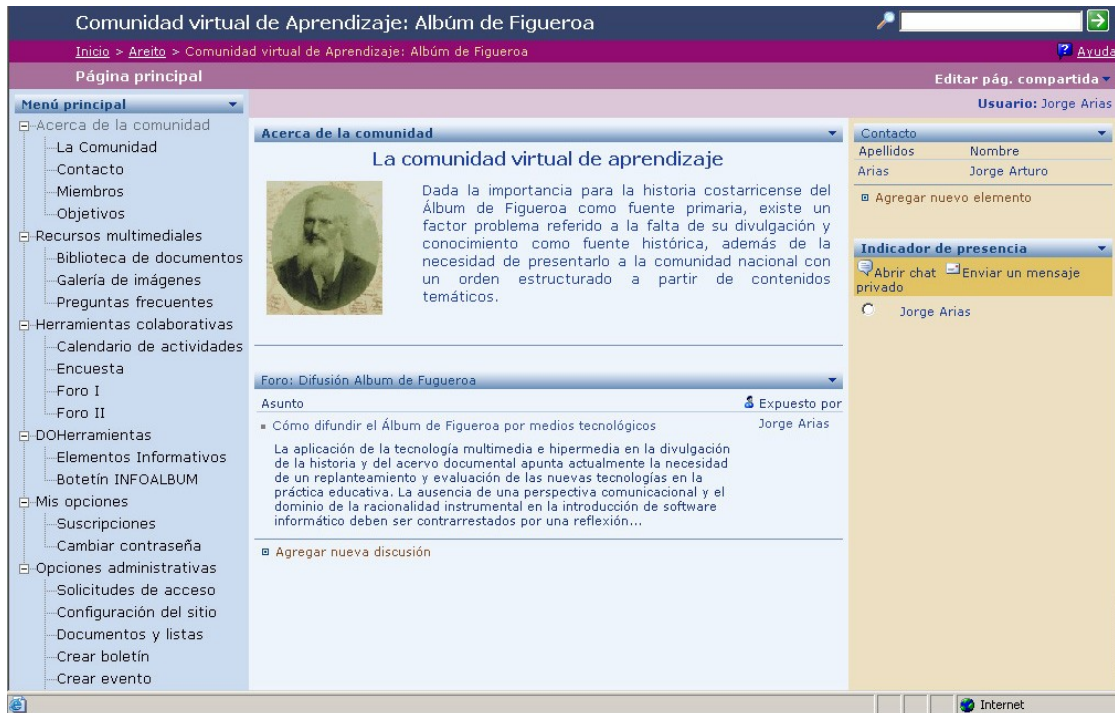 Comunidad virtual de Aprendizaje: Albúm de Figueroa
Inicio > Areito > Comunidad virtual de Aprendizaje: Albúm de Figueroa
Ayuda
Página principal
Editar pág. compartida
Usuario: Jorge Arias
Menú principal
Acerca de la comunidad
La Comunidad
Contacto
Miembros
Objetivos
Recursos multimediales
Biblioteca de documentos
Galería de imágenes
Preguntas frecuentes
Herramientas colaborativas
Calendario de actividades
Encuesta
Foro I
Foro II
DOHerramientas
Elementos Informativos
Botetín INFOALBUM
Mis opciones
Suscripciones
Cambiar contraseña
Opciones administrativas
Solicitudes de acceso
Configuración del sitio
Documentos y listas
Crear boletín
Crear evento
Acerca de la comunidad
La comunidad virtual de aprendizaje
Dada la importancia para la historia costarricense del
Álbum de Figueroa como fuente primaria, existe un
factor problema referido a la falta de su divulgación y
conocimiento como fuente histórica, además de la
necesidad de presentarlo a la comunidad nacional con
un orden estructurado a partir de contenidos
temáticos.
Foro: Difusión Album de Fugueroa
Asunto
Expuesto por
Cómo difundir el Álbum de Figueroa por medios tecnológicos
Jorge Arias
La aplicación de la tecnología multimedia e hipermedia en la divulgación
de la historia y del acervo documental apunta actualmente la necesidad
de un replanteamiento y evaluación de las nuevas tecnologías en la
práctica educativa. La ausencia de una perspectiva comunicacional y el
dominio de la racionalidad instrumental en la introducción de software
informático deben ser contrarrestados por una reflexión...
Agregar nueva discusión
Contacto
Apellidos Nombre
Arias Jorge Arturo
Agregar nuevo elemento
Indicador de presencia
Abrir chat Enviar un mensaje
privado
Jorge Arias
Internet